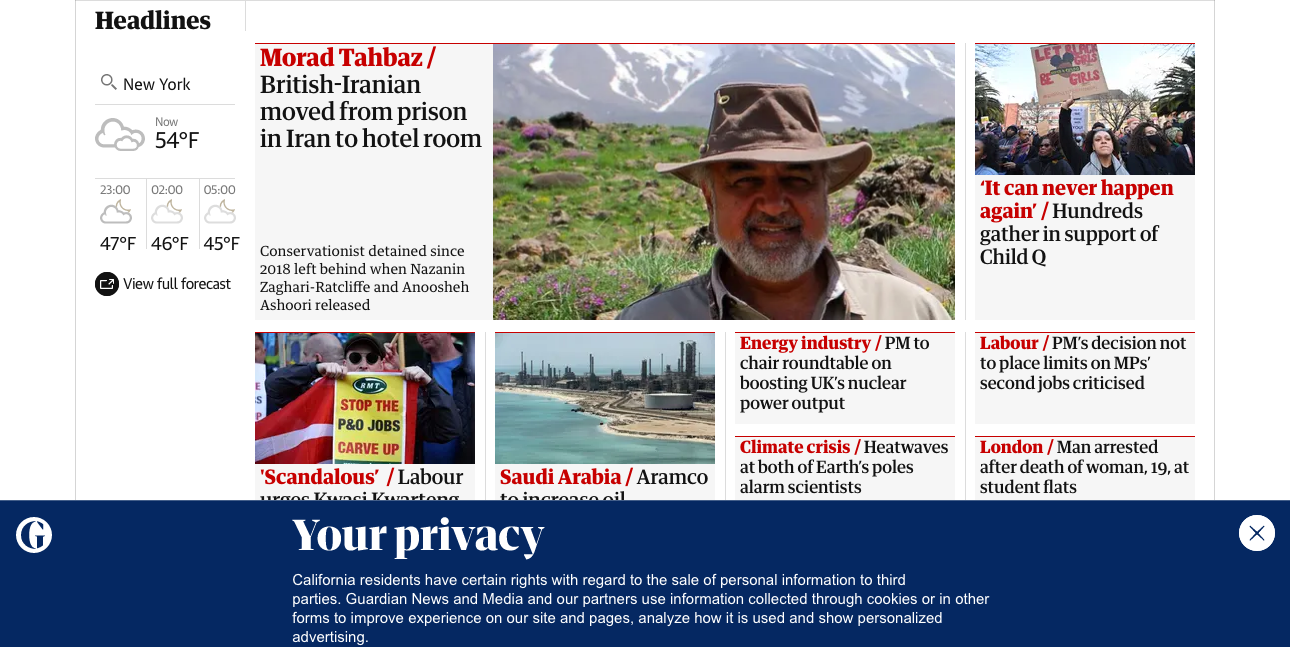 Headlines
New York
Now
54°F
23:00
02:00
05:00
47°F
46°F
45°F
View full forecast
Morad Tahbaz /
British-Iranian
moved from prison
in Iran to hotel room
Conservationist detained since
2018 left behind when Nazanin
Zaghari-Ratcliffe and Anoosheh
Ashoori released
LET BLACK
GIRLS
BE GIRLS
'It can never happen
again' / Hundreds
gather in support of
Child Q
RMT
STOP THE
P&O JOBS
CARVE UP
'Scandalous' / Labour
urges Kwasi Kwarteng
Saudi Arabia / Aramco
to increase oil
Energy industry / PM to
chair roundtable on
boosting UK's nuclear
power output
Labour / PM's decision not
to place limits on MPs'
second jobs criticised
Climate crisis / Heatwaves
at both of Earth's poles
alarm scientists
London / Man arrested
after death of woman, 19, at
student flats
Your privacy
California residents have certain rights with regard to the sale of personal information to third
parties. Guardian News and Media and our partners use information collected through cookies or in other
forms to improve experience on our site and pages, analyze how it is used and show personalized
advertising.